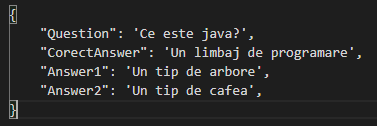 {
"Question": 'Ce este java?',
"CorectAnswer": 'Un limbaj de programare',
"Answer1": 'Un tip de arbore',
"Answer2": 'Un tip de cafea',
}